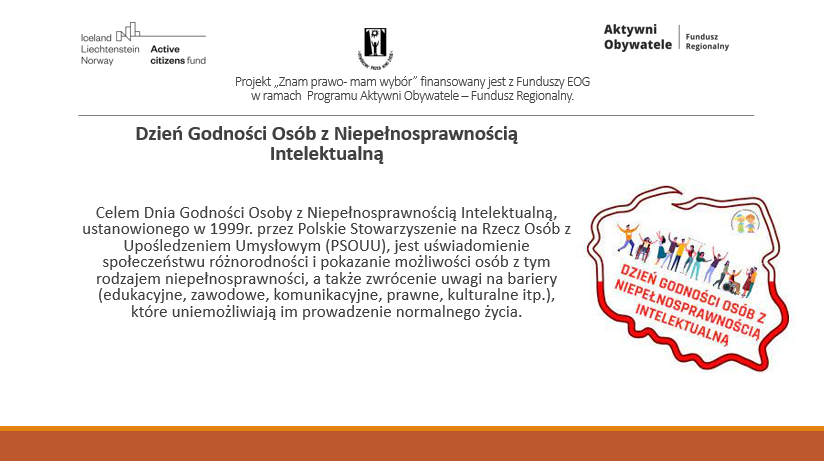 Iceland
Liechtenstein Active
Norway citizens fund
Aktywni
Obywatele
Fundusz
Regionalny
Projekt „Znam prawo- mam wybór” finansowany jest z Funduszy EOG
w ramach Programu Aktywni Obywatele – Fundusz Regionalny.
Dzień Godności Osób z Niepełnosprawnością
Intelektualną
Celem Dnia Godności Osoby z Niepełnosprawnością Intelektualną,
ustanowionego w 1999r. przez Polskie Stowarzyszenie na Rzecz Osób z
Upośledzeniem Umysłowym (PSOUU), jest uświadomienie
społeczeństwu różnorodności i pokazanie możliwości osób z tym
rodzajem niepełnosprawności, a także zwrócenie uwagi na bariery
(edukacyjne, zawodowe, komunikacyjne, prawne, kulturalne itp.),
które uniemożliwiają im prowadzenie normalnego życia.
DZIEŃ GODNOŚCI OSÓB Z
NIEPEŁNOSPRAWNOŚCIĄ
INTELEKTUALNĄ